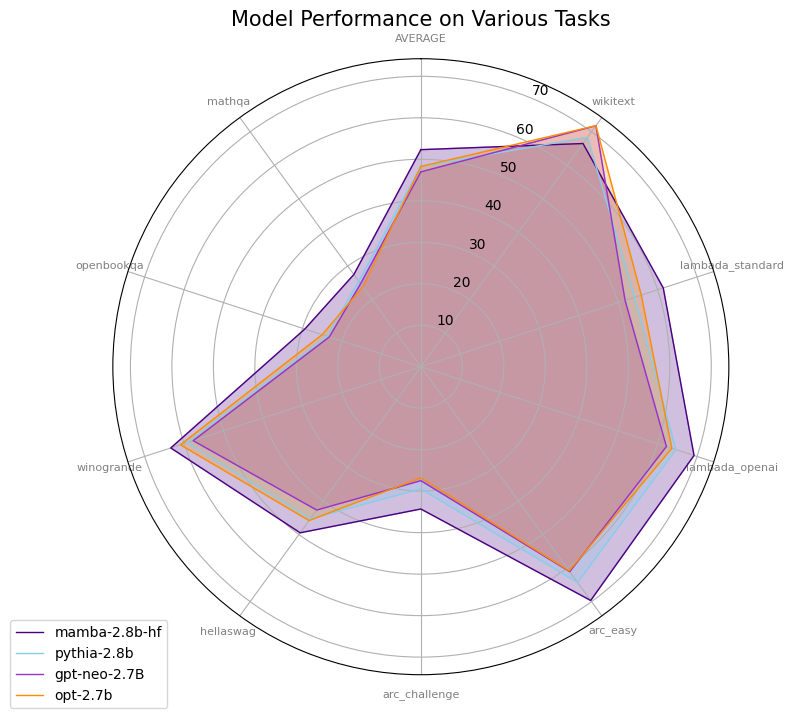 Model Performance on Various Tasks
AVERAGE
mathqa
wikitext
70
60
50
40
30
20
10
openbookqa
lambada_standard
winogrande
lambada_openai
hellaswag
arc_easy
arc_challenge
mamba-2.8b-hf
pythia-2.8b
gpt-neo-2.7B
opt-2.7b